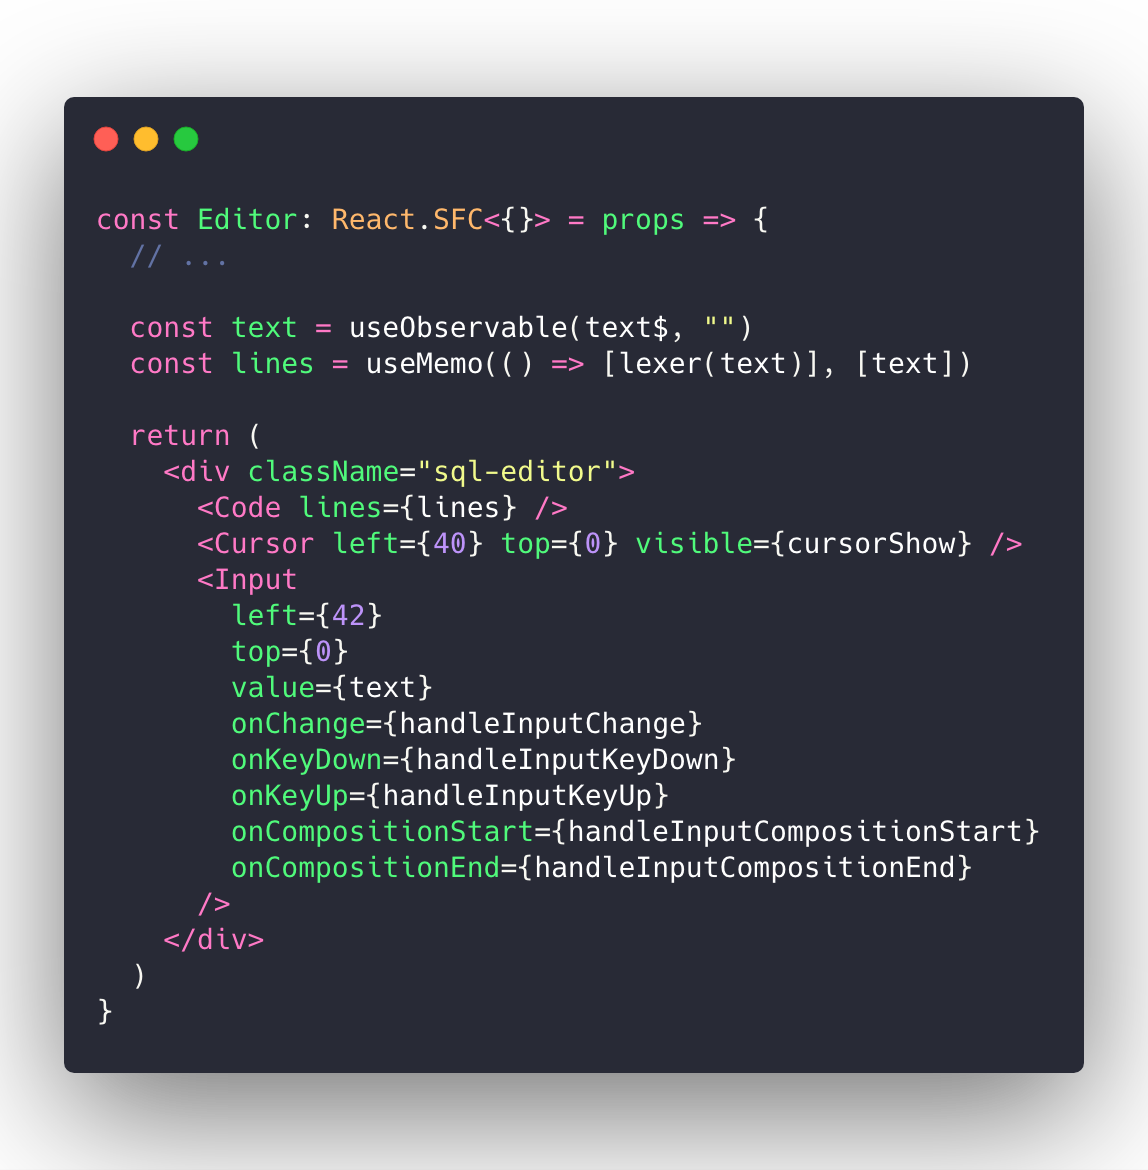 const Editor: React.SFC<{}> = props => {
  // ...

  const text = useObservable(text$, "")
  const lines = useMemo(() => [lexer(text)], [text])

  return (
    <div className="sql-editor">
      <Code lines={lines} />
      <Cursor left={40} top={0} visible={cursorShow} />
      <Input
        left={42}
        top={0}
        value={text}
        onChange={handleInputChange}
        onKeyDown={handleInputKeyDown}
        onKeyUp={handleInputKeyUp}
        onCompositionStart={handleInputCompositionStart}
        onCompositionEnd={handleInputCompositionEnd}
      />
    </div>
  )
}